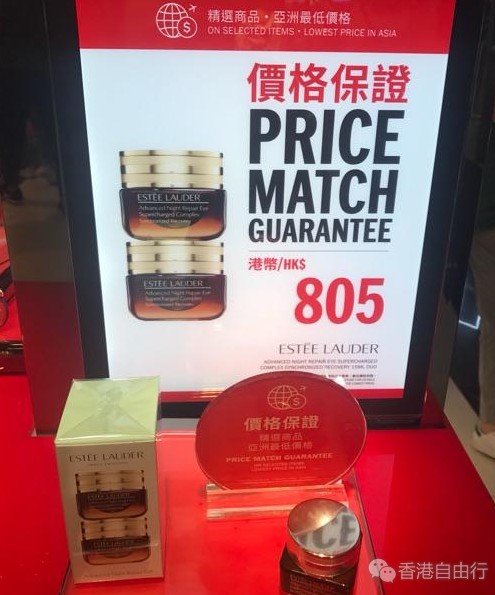 精選商品・亞洲最低價格
ON SELECTED ITEMS・LOWEST PRICE IN ASIA
價格保證
PRICE
MATCH
GUARANTEE
港幣/HK$
805
ESTĒE LAUDER
Advanced Night Repair Eye
Supercharged Complex
Synchronized Recovery
ESTĒE LAUDER
Advanced Night Repair Eye
Supercharged Complex
Synchronized Recovery
ESTĒE LAUDER
ADVANCED NIGHT REPAIR EYE SUPERCHARGED
COMPLEX SYNCHRONIZED RECOVERY 15ML DUO
ESTĒE LAUDER
價格保證
精選商品
亞洲最低價格
PRICE MATCH GUARANTEE
ON SELECTED ITEMS
LOWEST PRICE IN ASIA
香港自由行